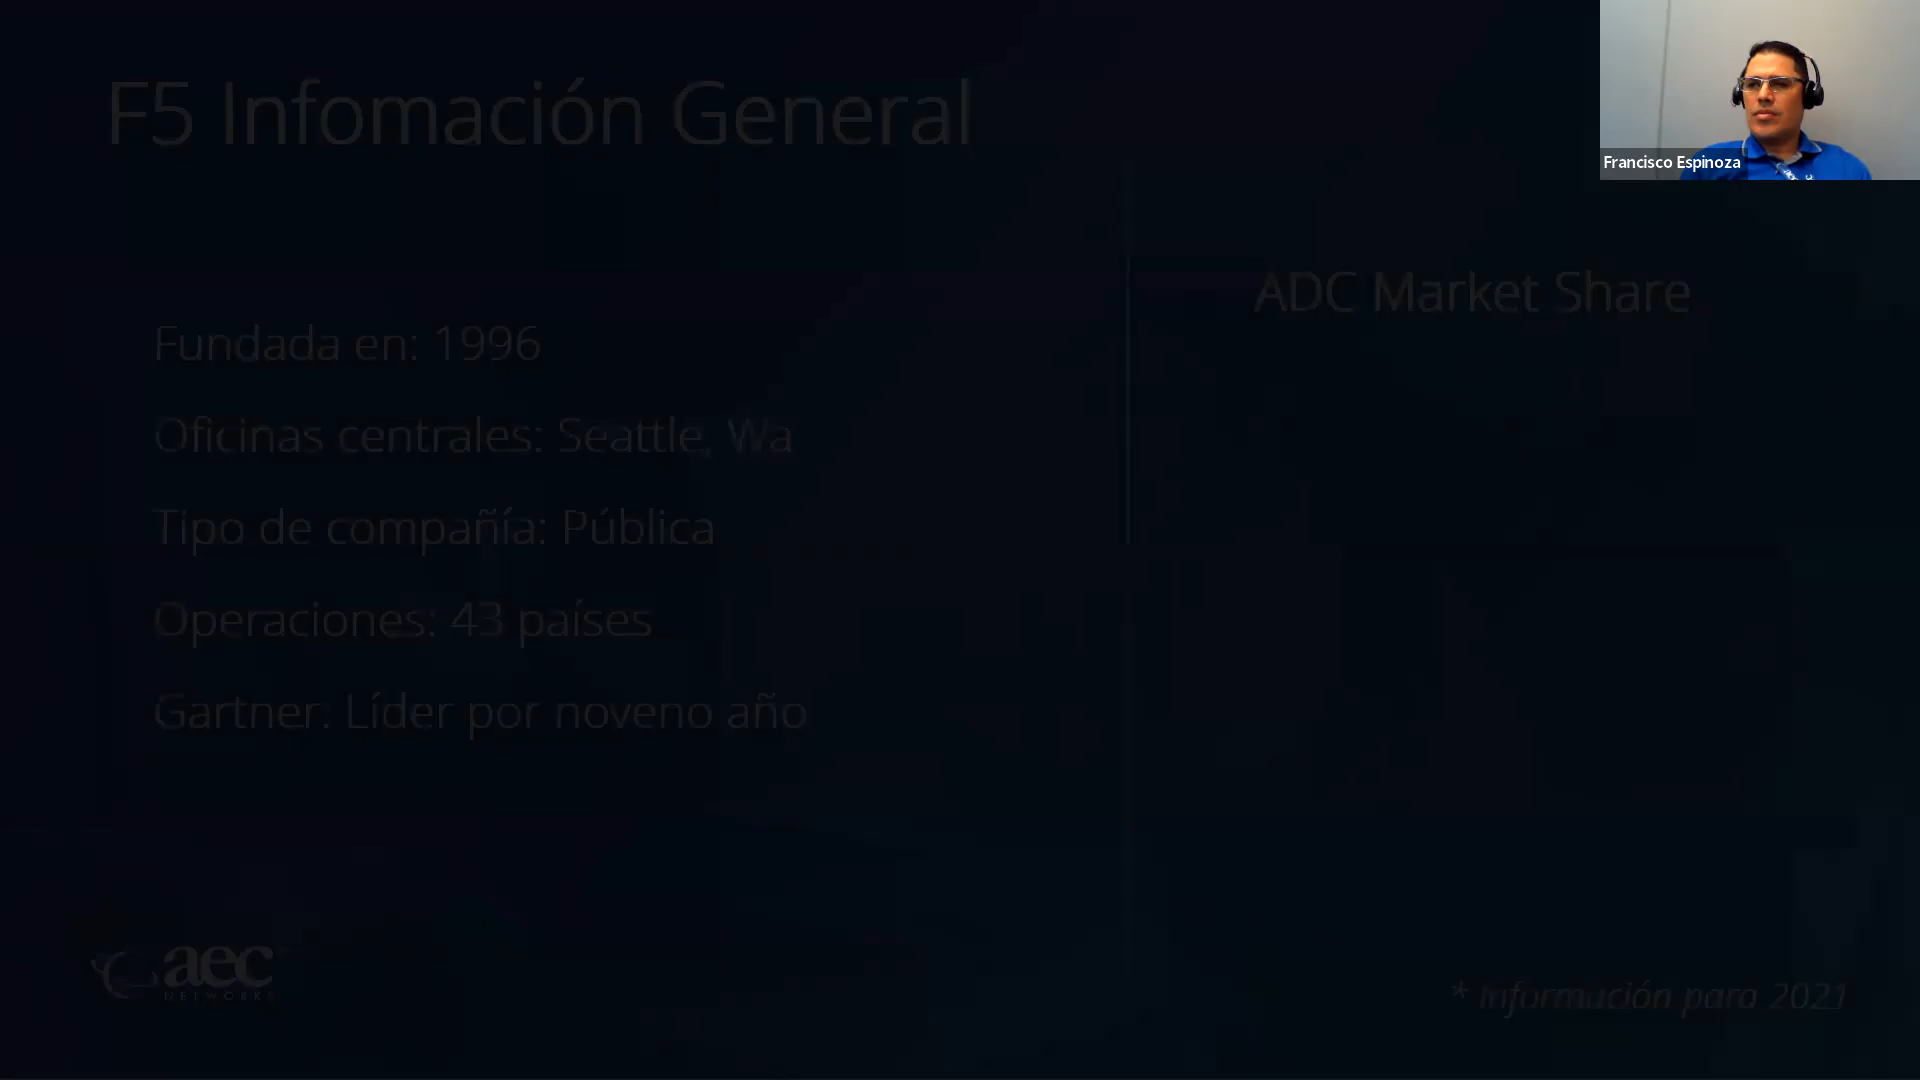 F5 Infomación General
Francisco Espinoza
ADC Market Share
Fundada en: 1996
Oficinas centrales: Seattle, Wa
Tipo de compañía: Pública
Operaciones: 43 países
Gartner: Líder por noveno año
aec
NETWORKS
* Información para 2021